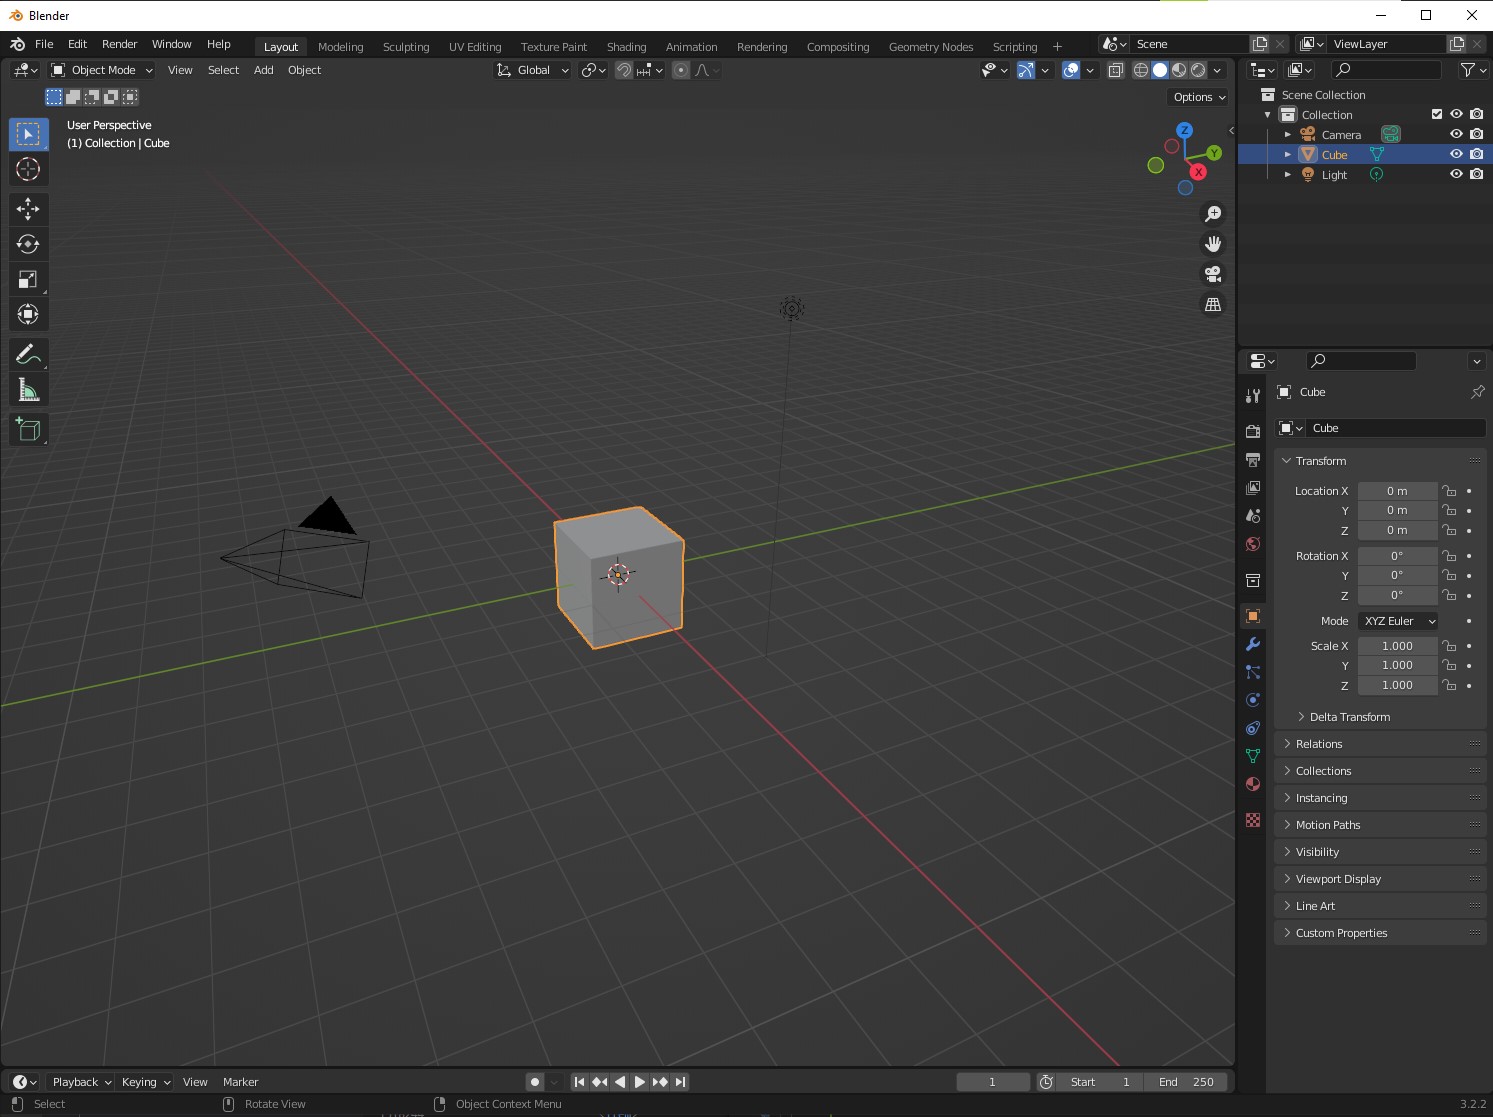 Blender
File Edit Render Window Help Layout Modeling Sculpting UV Editing Texture Paint Shading Animation Rendering Compositing Geometry Nodes Scripting + Scene ViewLayer
Object Mode View Select Add Object Global
Options
User Perspective
(1) Collection | Cube
Z
Y
X
Scene Collection
Collection
Camera
Cube
Light
Cube
Cube
Transform
Location X 0 m
Y 0 m
Z 0 m
Rotation X 0°
Y 0°
Z 0°
Mode XYZ Euler
Scale X 1.000
Y 1.000
Z 1.000
Delta Transform
Relations
Collections
Instancing
Motion Paths
Visibility
Viewport Display
Line Art
Custom Properties
Playback Keying View Marker 1 Start 1 End 250
Select Rotate View Object Context Menu 3.2.2